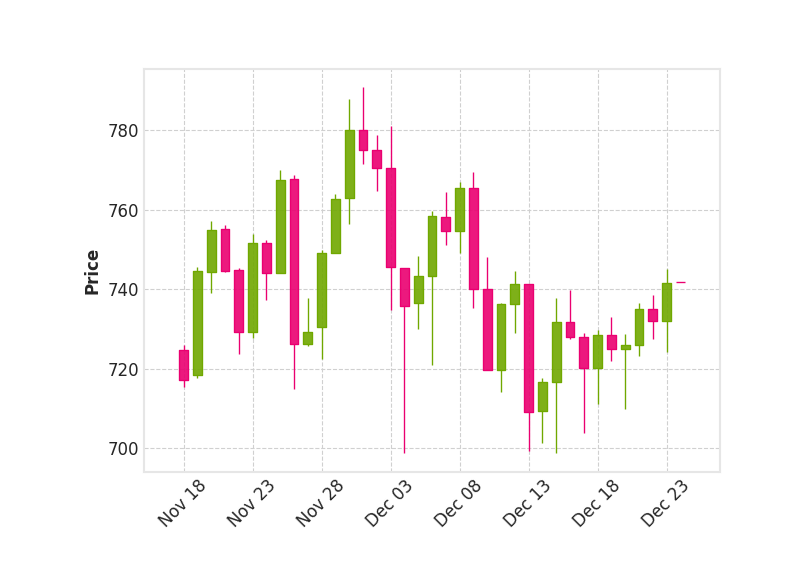 Price
780
760
740
720
700
Nov 18
Nov 23
Nov 28
Dec 03
Dec 08
Dec 13
Dec 18
Dec 23